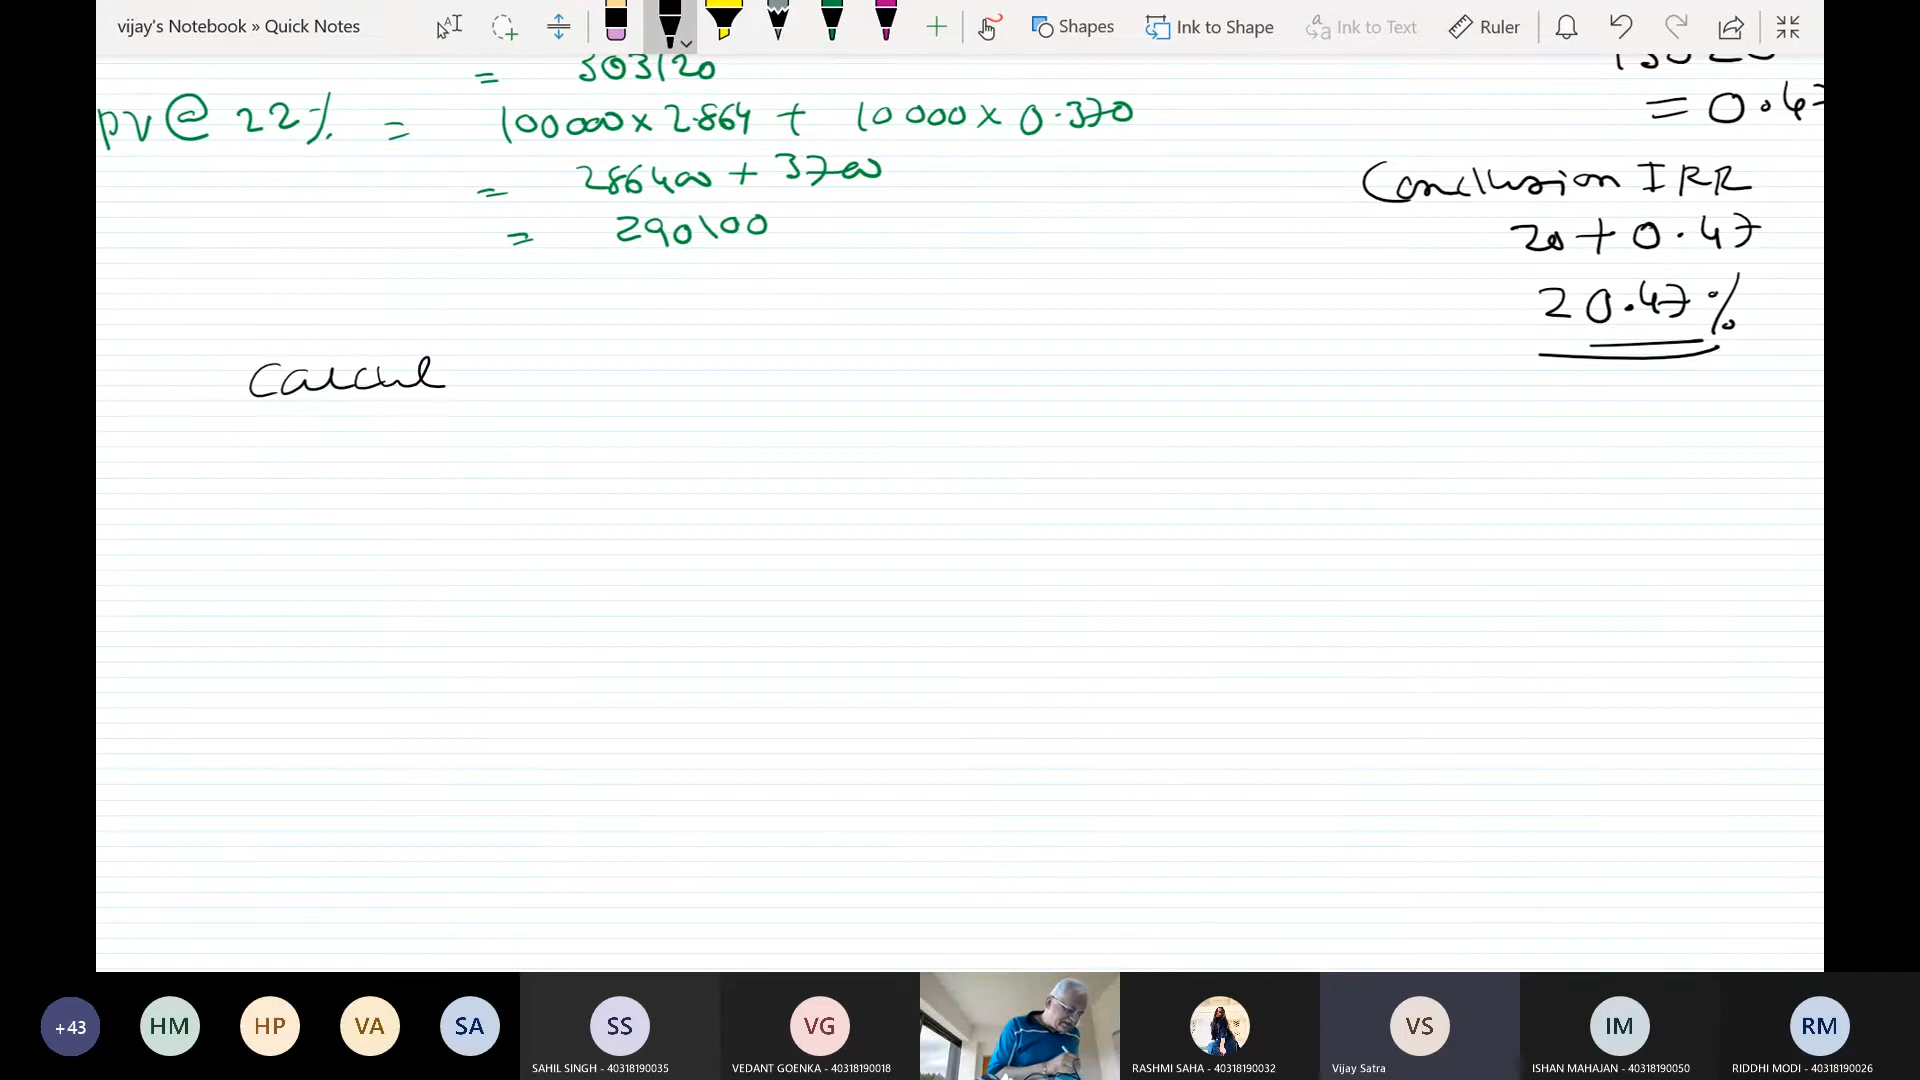 vijay's Notebook » Quick Notes
Shapes
Ink to Shape
Ink to Text
Ruler
= 503120
PV @ 22% = 100000 x 2.864 + 10000 x 0.370
= 286400 + 3700
= 290100
= 0.47
Conclusion IRR
20 + 0.47
20.47%
Calcul
+43
HM
HP
VA
SA
SS
VG
VS
IM
RM
SAHIL SINGH - 40318190035
VEDANT GOENKA - 40318190018
RASHMI SAHA - 40318190032
Vijay Satra
ISHAN MAHAJAN - 40318190050
RIDDHI MODI - 40318190026